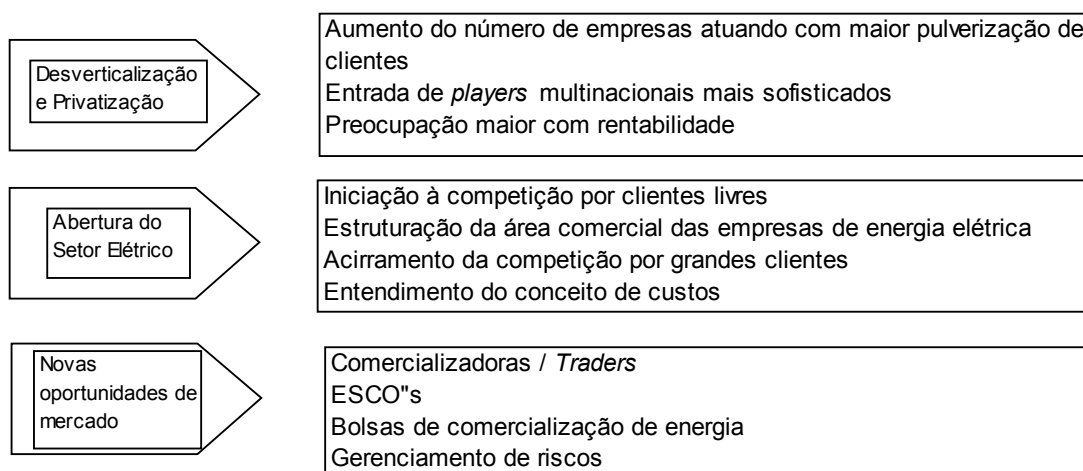 Desverticalização
e Privatização
Aumento do número de empresas atuando com maior pulverização de
clientes
Entrada de players multinacionais mais sofisticados
Preocupação maior com rentabilidade
Abertura do
Setor Elétrico
Iniciação à competição por clientes livres
Estruturação da área comercial das empresas de energia elétrica
Acirramento da competição por grandes clientes
Entendimento do conceito de custos
Novas
oportunidades de
mercado
Comercializadoras / Traders
ESCO"s
Bolsas de comercialização de energia
Gerenciamento de riscos